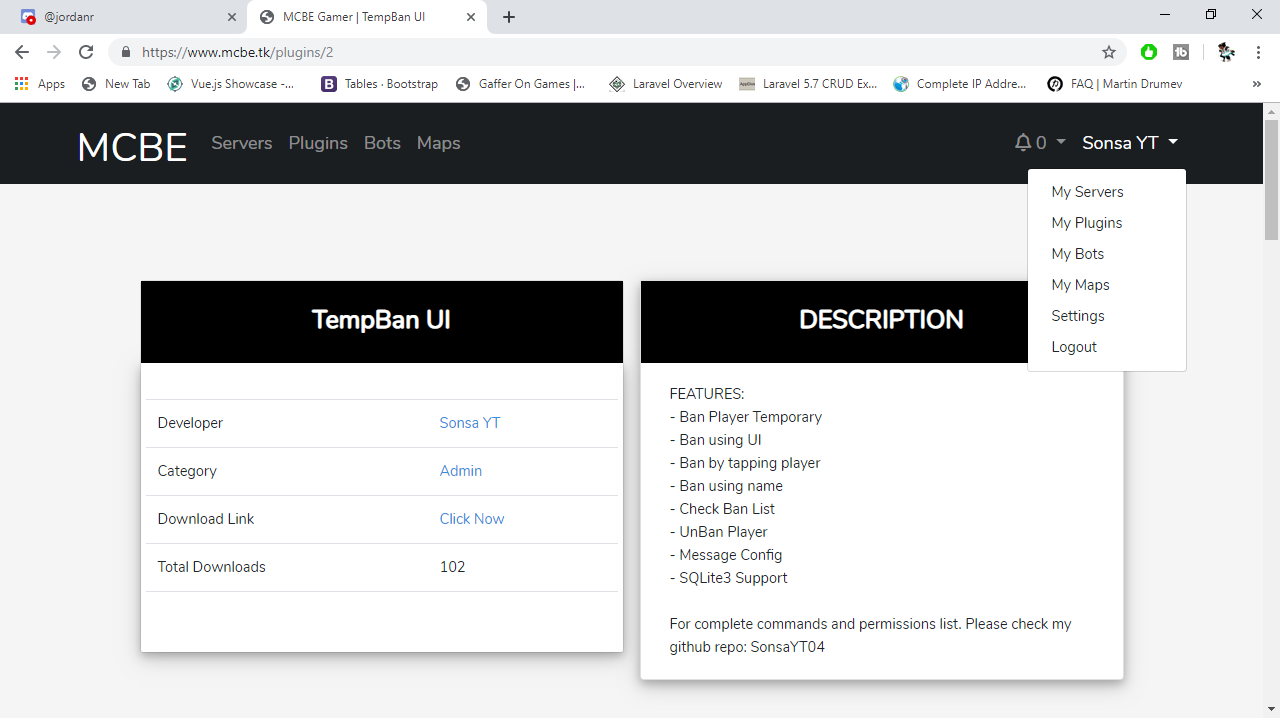 @jordanr
MCBE Gamer | TempBan UI
https://www.mcbe.tk/plugins/2
Apps
New Tab
Vue.js Showcase -...
Tables · Bootstrap
Gaffer On Games |...
Laravel Overview
Laravel 5.7 CRUD Ex...
Complete IP Addre...
FAQ | Martin Drumev
MCBE
Servers
Plugins
Bots
Maps
0
Sonsa YT
My Servers
My Plugins
My Bots
My Maps
Settings
Logout
TempBan UI
Developer
Sonsa YT
Category
Admin
Download Link
Click Now
Total Downloads
102
DESCRIPTION
FEATURES:
- Ban Player Temporary
- Ban using UI
- Ban by tapping player
- Ban using name
- Check Ban List
- UnBan Player
- Message Config
- SQLite3 Support
For complete commands and permissions list. Please check my
github repo: SonsaYT04